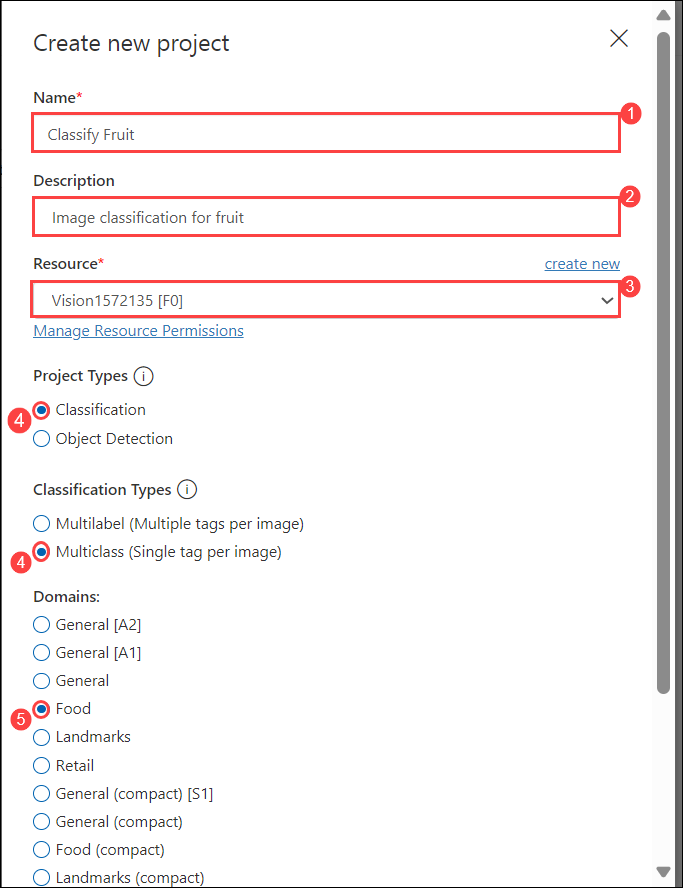 Create new project
Name*
1
Classify Fruit
Description
2
Image classification for fruit
Resource*
create new
3
Vision1572135 [F0]
Manage Resource Permissions
Project Types i
Classification
4
Object Detection
Classification Types i
Multilabel (Multiple tags per image)
Multiclass (Single tag per image)
4
Domains:
General [A2]
General [A1]
General
Food
5
Landmarks
Retail
General (compact) [S1]
General (compact)
Food (compact)
Landmarks (compact)